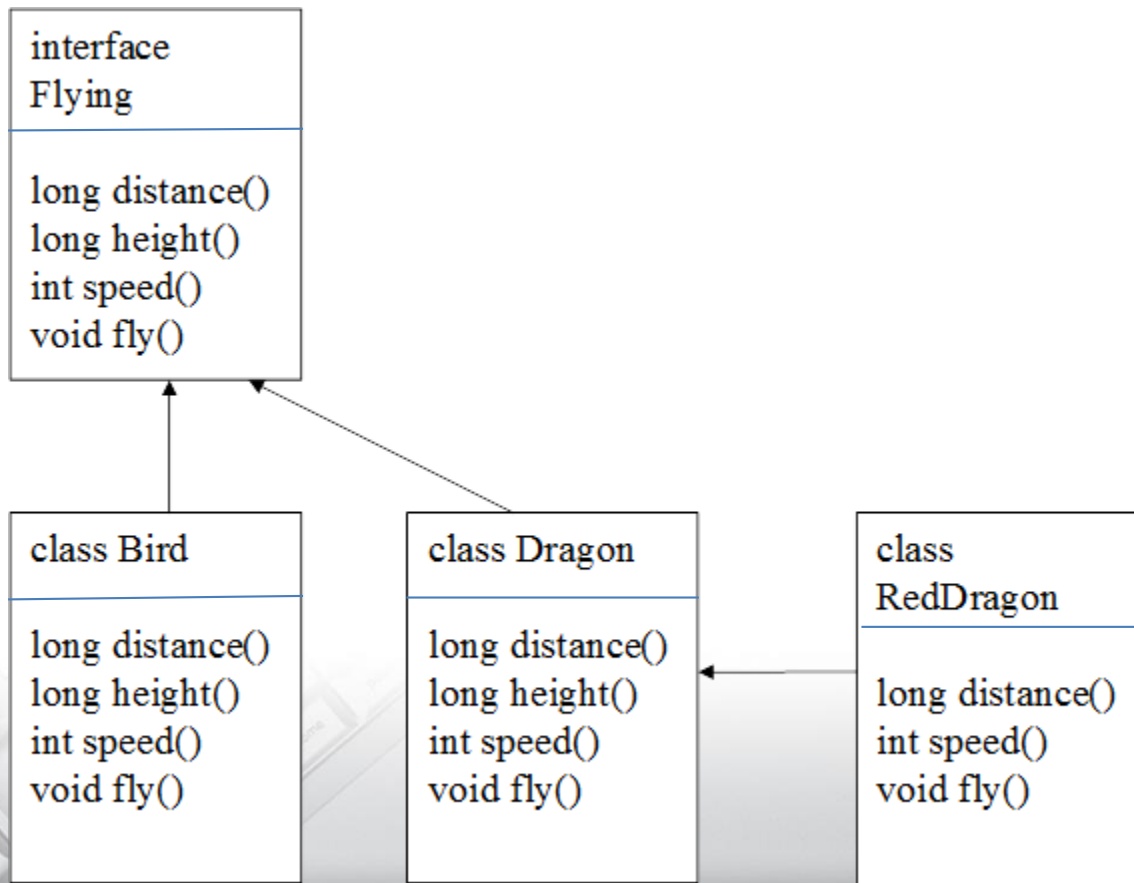 interface
Flying
long distance()
long height()
int speed()
void fly()
class Bird
long distance()
long height()
int speed()
void fly()
class Dragon
long distance()
long height()
int speed()
void fly()
class
RedDragon
long distance()
int speed()
void fly()